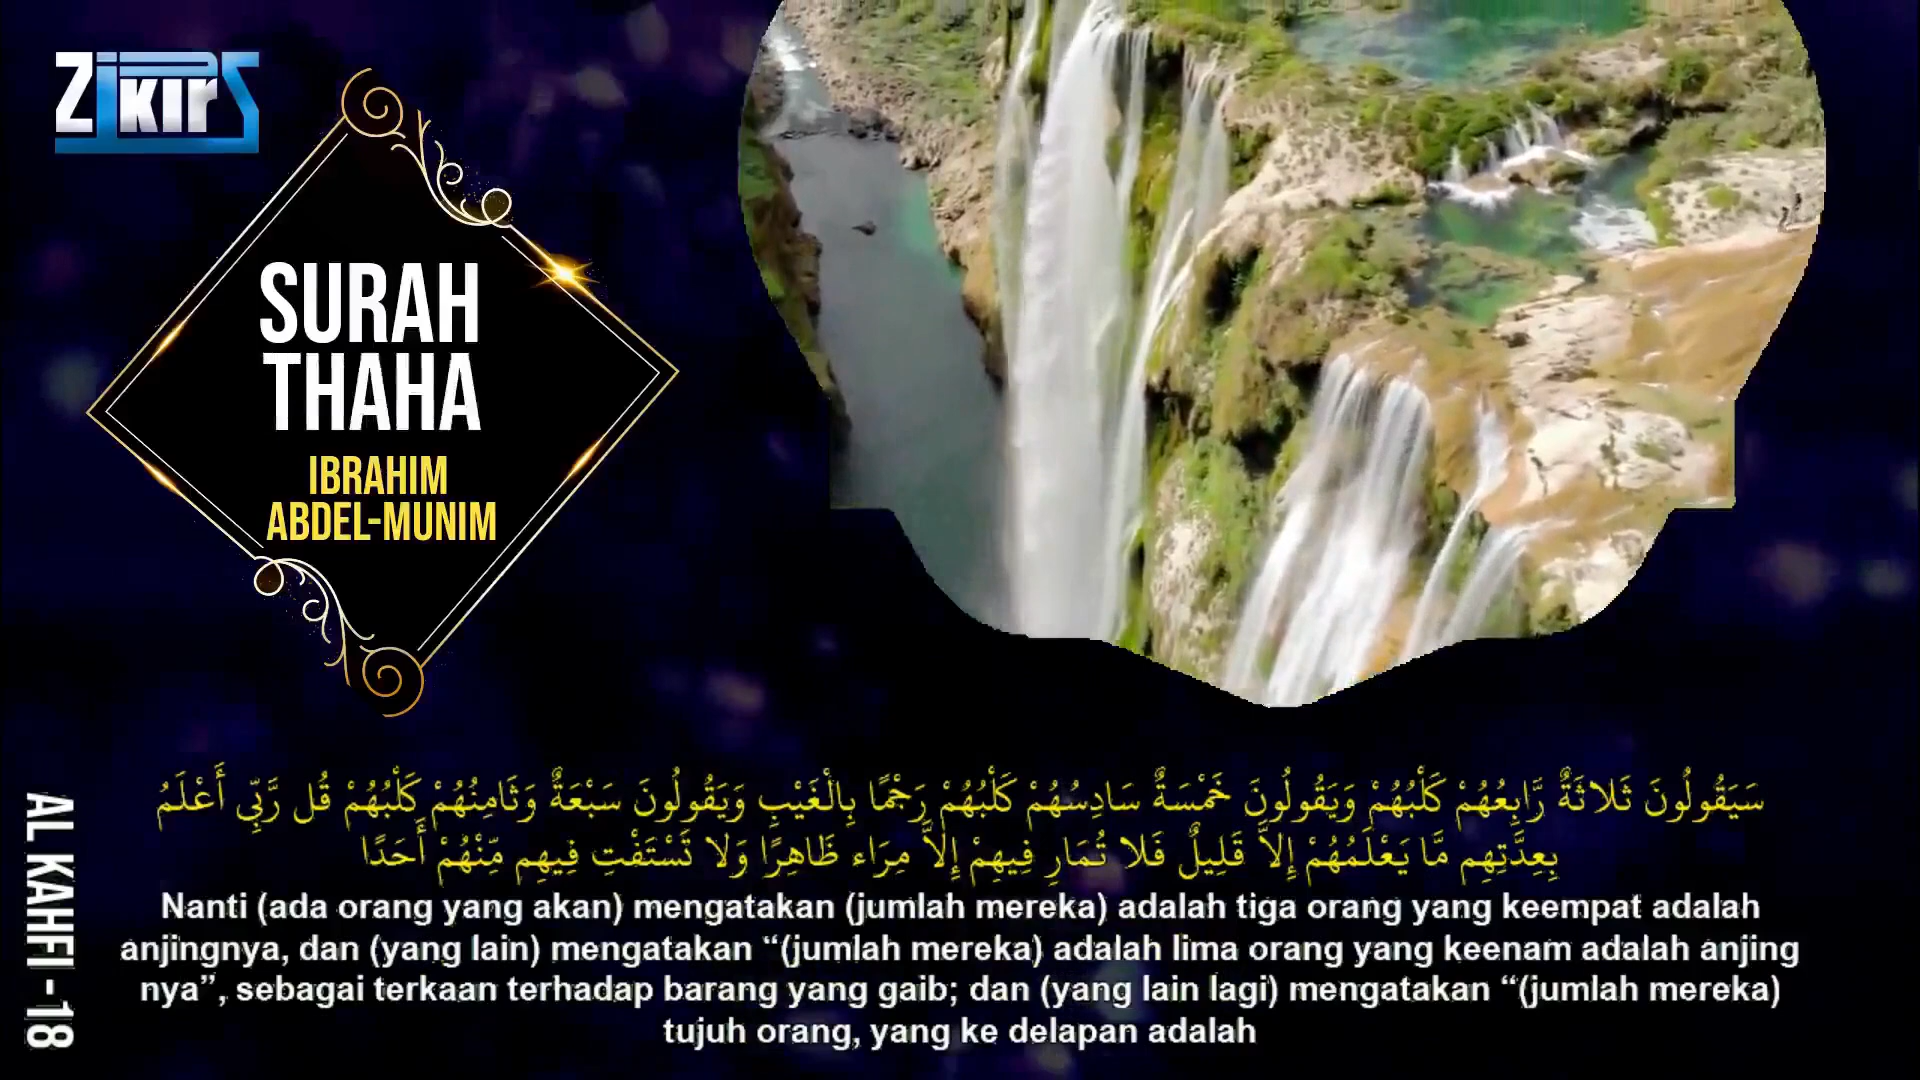 Zikir
SURAH
THAHA
IBRAHIM
ABDEL-MUNIM
سَيَقُولُونَ ثَلاثَةٌ رَّابِعُهُمْ كَلْبُهُمْ وَيَقُولُونَ خَمْسَةٌ سَادِسُهُمْ كَلْبُهُمْ رَجْمًا بِالْغَيْبِ وَيَقُولُونَ سَبْعَةٌ وَثَامِنُهُمْ كَلْبُهُمْ قُل رَّبِّي أَعْلَمُ
بِعِدَّتِهِم مَّا يَعْلَمُهُمْ إِلاَّ قَلِيلٌ فَلا تُمَارِ فِيهِمْ إِلاَّ مِرَاء ظَاهِرًا وَلا تَسْتَفْتِ فِيهِم مِّنْهُمْ أَحَدًا
Nanti (ada orang yang akan) mengatakan (jumlah mereka) adalah tiga orang yang keempat adalah
anjingnya, dan (yang lain) mengatakan “(jumlah mereka) adalah lima orang yang keenam adalah anjing
nya”, sebagai terkaan terhadap barang yang gaib; dan (yang lain lagi) mengatakan “(jumlah mereka)
tujuh orang, yang ke delapan adalah
AL KAHFI - 18